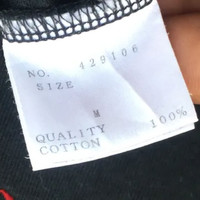 NO. 429106
SIZE
M
QUALITY
COTTON 100%